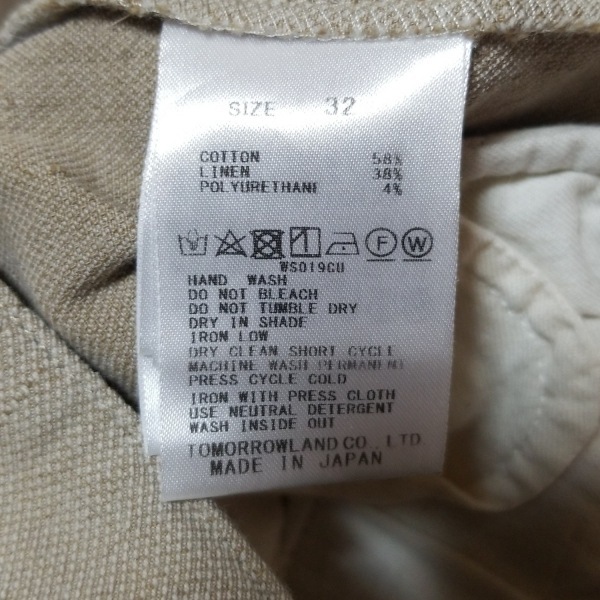 SIZE 32
COTTON 58%
LINEN 38%
POLYURETHANE 4%
F W
WS019CU
HAND WASH
DO NOT BLEACH
DO NOT TUMBLE DRY
DRY IN SHADE
IRON LOW
DRY CLEAN SHORT CYCLE
MACHINE WASH PERMANENT
PRESS CYCLE COLD
IRON WITH PRESS CLOTH
USE NEUTRAL DETERGENT
WASH INSIDE OUT
TOMORROWLAND CO., LTD
MADE IN JAPAN